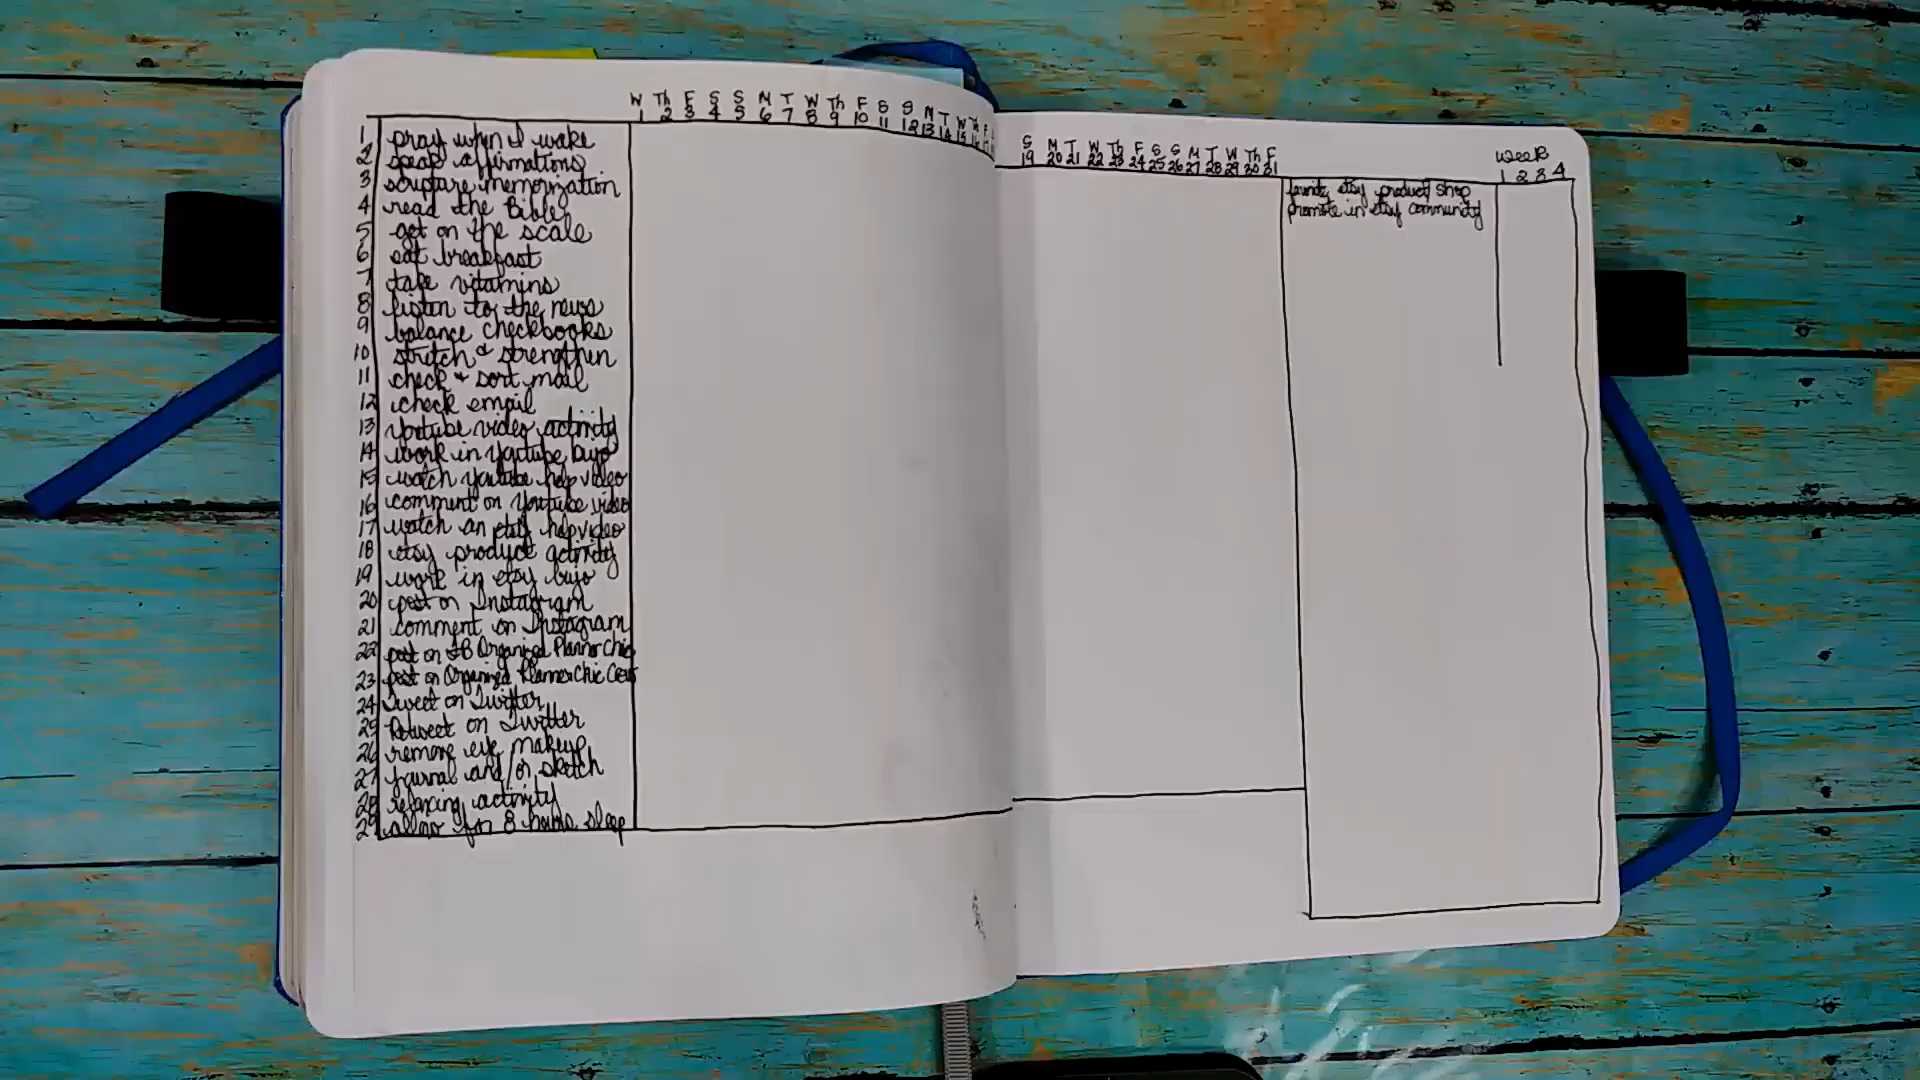 W Th F S S M T W Th F S S M T W Th F
1 2 3 4 5 6 7 8 9 10 11 12 13 14 15 16
1 pray when I wake
2 speak affirmations
3 scripture memorization
4 read the Bible
5 get on the scale
6 eat breakfast
7 take vitamins
8 listen to the news
9 balance checkbooks
10 stretch & strengthen
11 check + sort mail
12 check email
13 youtube video activity
14 work in youtube bujo
15 watch youtube help video
16 comment on youtube video
17 watch an etsy help video
18 etsy product activity
19 work in etsy bujo
20 post on Instagram
21 comment on Instagram
22 post on FB Organized Planner Chic
23 post on Organized Planner Chic
24 Tweet on Twitter
25 Retweet on Twitter
26 remove eye makeup
27 journal and/or sketch
28 relaxing activity
29 allow for 8 hours sleep
S M T W Th F S S M T W Th F
19 20 21 22 23 24 25 26 27 28 29 30 31
week
1 2 3 4
favorite etsy product shop
promote in etsy community